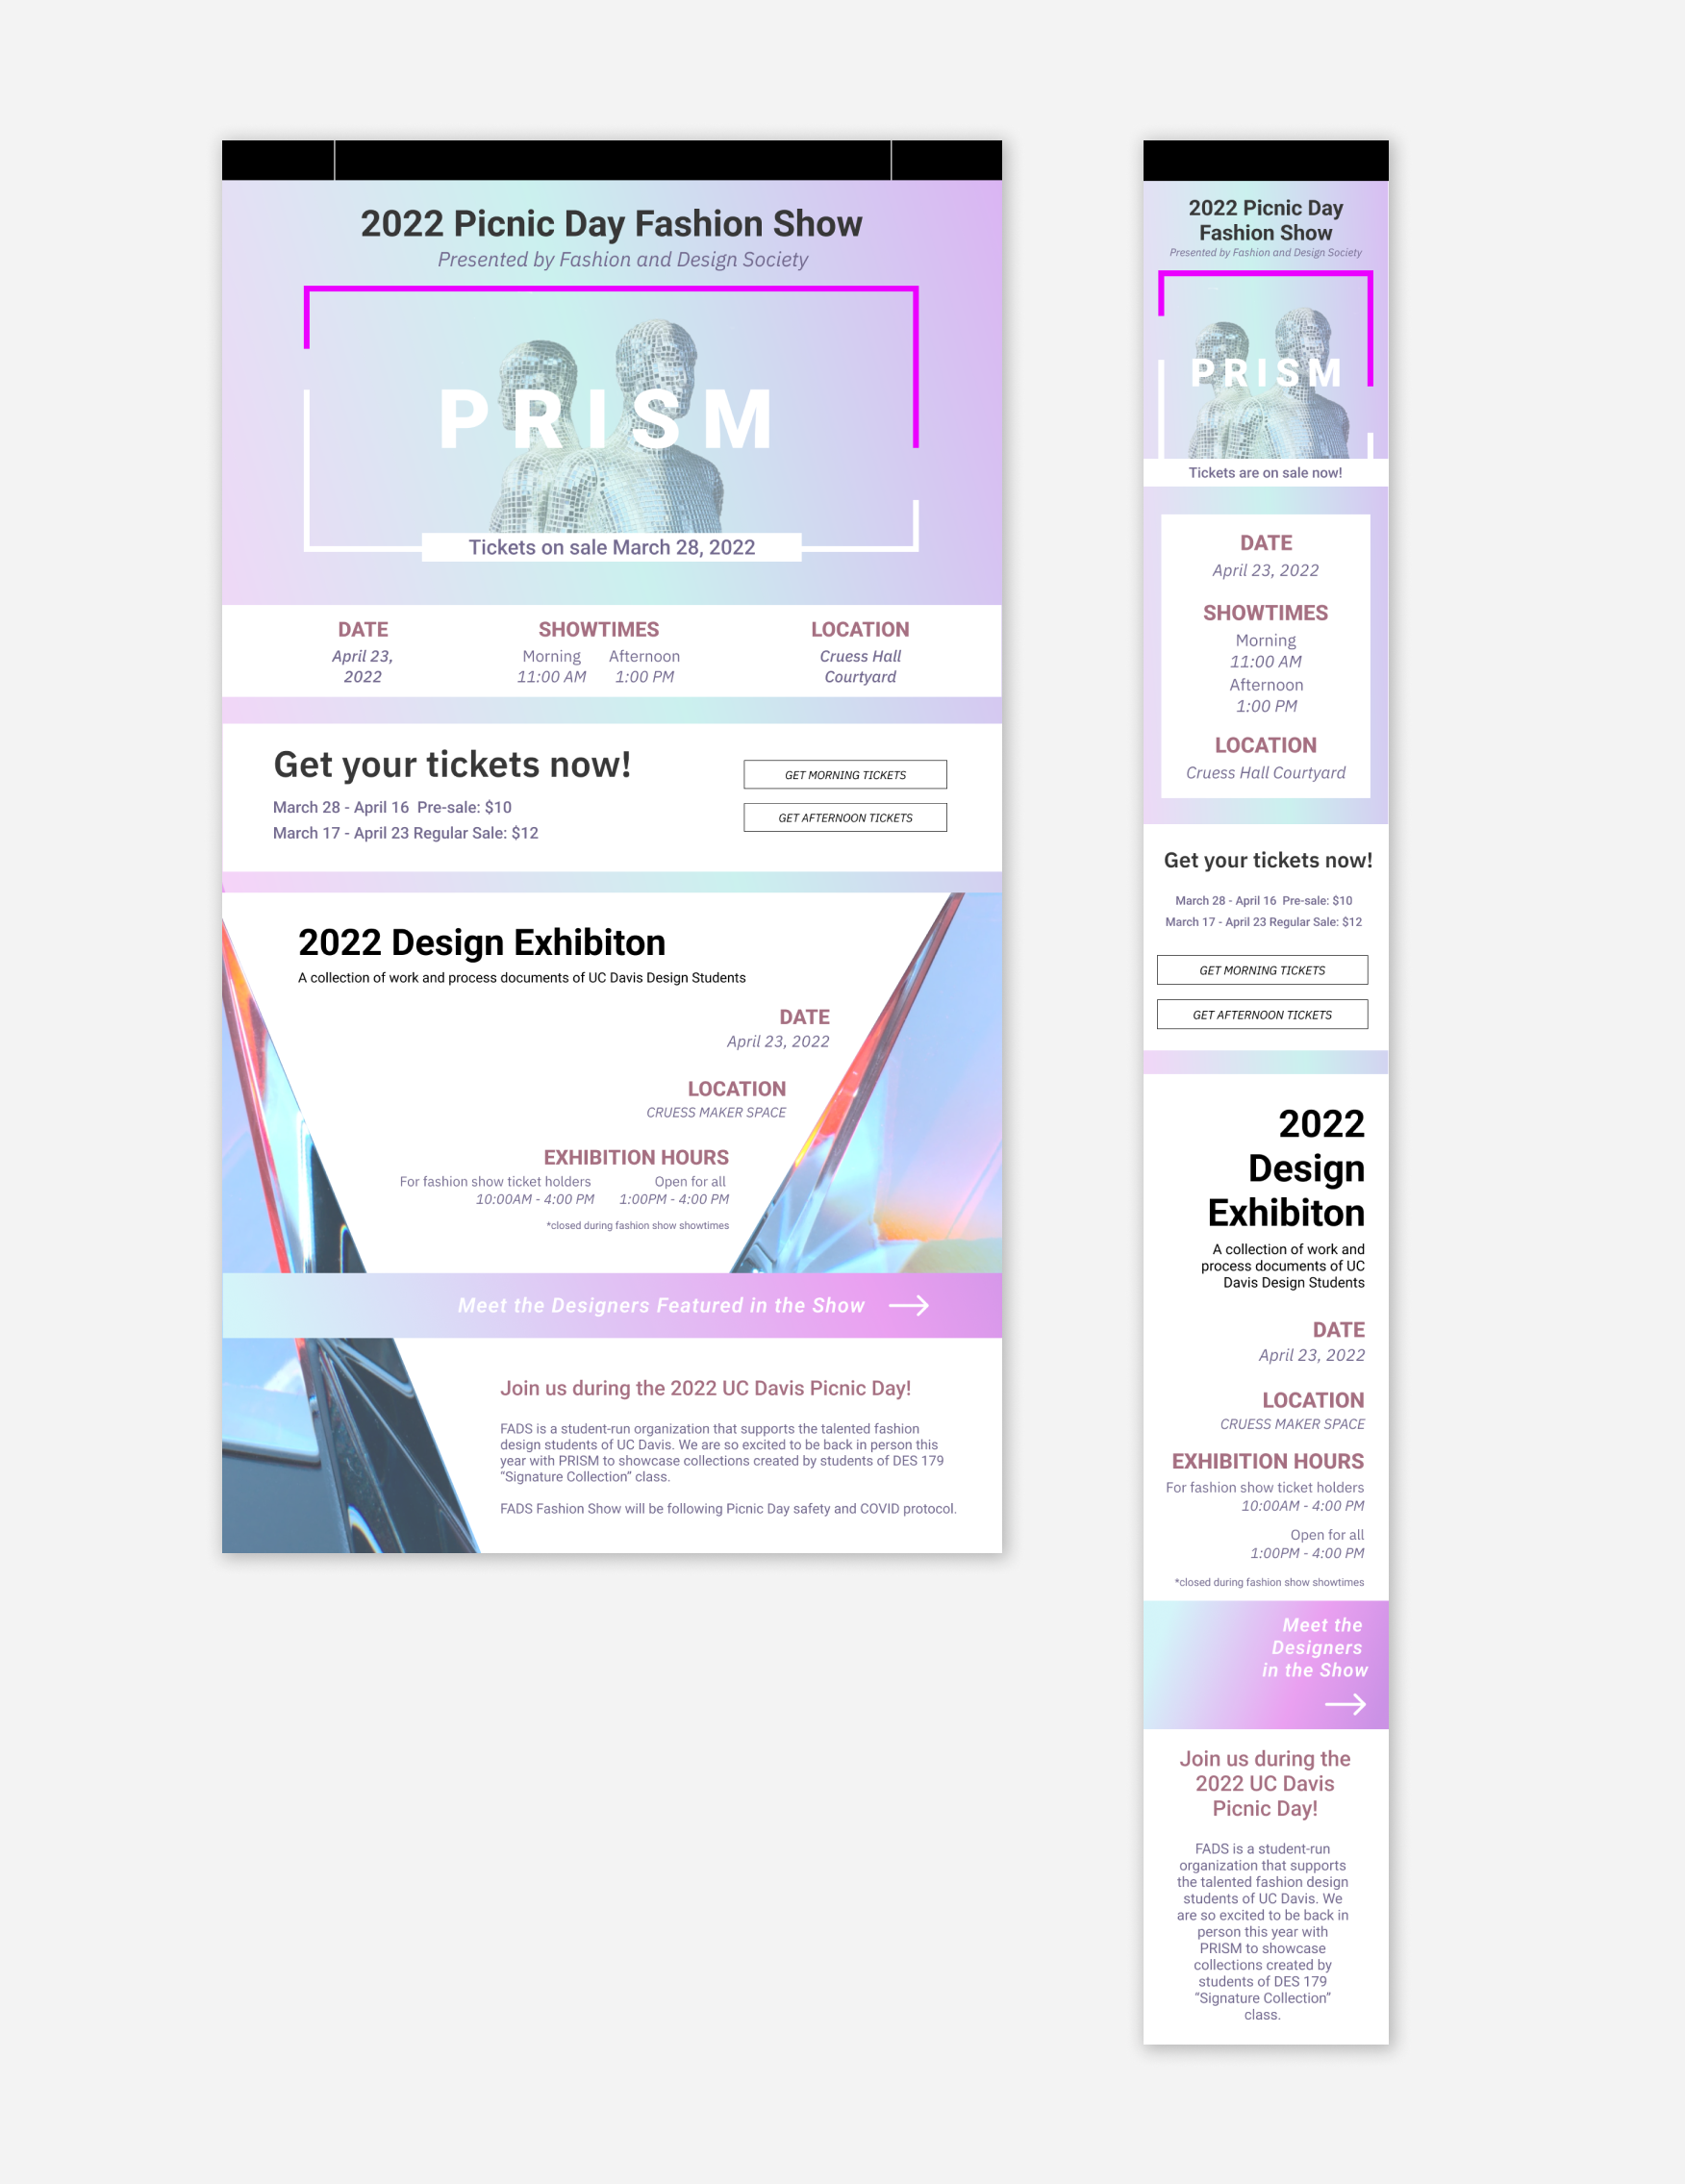 2022 Picnic Day Fashion Show
Presented by Fashion and Design Society
PRISM
Tickets on sale March 28, 2022
DATE
April 23,
2022
SHOWTIMES
Morning Afternoon
11:00 AM 1:00 PM
LOCATION
Cruess Hall
Courtyard
Get your tickets now!
March 28 - April 16 Pre-sale: $10
March 17 - April 23 Regular Sale: $12
GET MORNING TICKETS
GET AFTERNOON TICKETS
2022 Design Exhibiton
A collection of work and process documents of UC Davis Design Students
DATE
April 23, 2022
LOCATION
CRUESS MAKER SPACE
EXHIBITION HOURS
For fashion show ticket holders Open for all
10:00AM - 4:00 PM 1:00PM - 4:00 PM
*closed during fashion show showtimes
Meet the Designers Featured in the Show
Join us during the 2022 UC Davis Picnic Day!
FADS is a student-run organization that supports the talented fashion
design students of UC Davis. We are so excited to be back in person this
year with PRISM to showcase collections created by students of DES 179
“Signature Collection” class.
FADS Fashion Show will be following Picnic Day safety and COVID protocol.
2022 Picnic Day
Fashion Show
Presented by Fashion and Design Society
PRISM
Tickets are on sale now!
DATE
April 23, 2022
SHOWTIMES
Morning
11:00 AM
Afternoon
1:00 PM
LOCATION
Cruess Hall Courtyard
Get your tickets now!
March 28 - April 16 Pre-sale: $10
March 17 - April 23 Regular Sale: $12
GET MORNING TICKETS
GET AFTERNOON TICKETS
2022
Design
Exhibiton
A collection of work and
process documents of UC
Davis Design Students
DATE
April 23, 2022
LOCATION
CRUESS MAKER SPACE
EXHIBITION HOURS
For fashion show ticket holders
10:00AM - 4:00 PM
Open for all
1:00PM - 4:00 PM
*closed during fashion show showtimes
Meet the
Designers
in the Show
Join us during the
2022 UC Davis
Picnic Day!
FADS is a student-run
organization that supports
the talented fashion design
students of UC Davis. We
are so excited to be back in
person this year with
PRISM to showcase
collections created by
students of DES 179
“Signature Collection”
class.